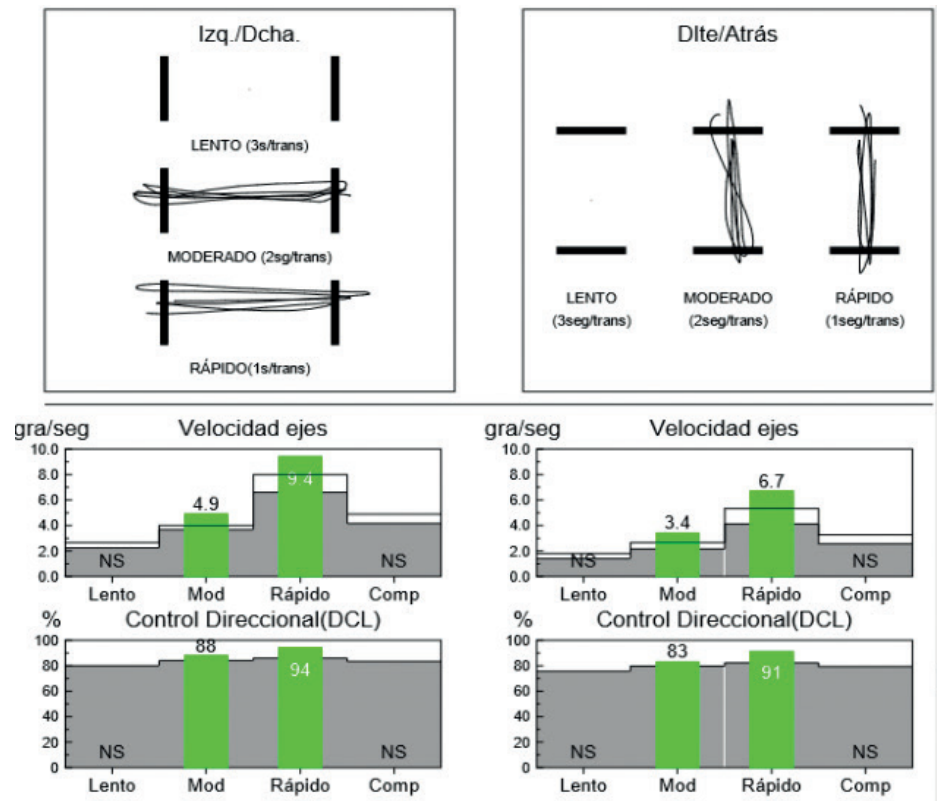 Izq./Dcha.
LENTO (3s/trans)
MODERADO (2sg/trans)
RÁPIDO(1s/trans)
Dlte/Atrás
LENTO
(3seg/trans)
MODERADO
(2seg/trans)
RÁPIDO
(1seg/trans)
gra/seg Velocidad ejes
10.0
8.0
6.0
4.0
2.0
0.0
NS
4.9
9.4
NS
Lento Mod Rápido Comp
% Control Direccional(DCL)
100
80
60
40
20
0
NS
88
94
NS
Lento Mod Rápido Comp
gra/seg Velocidad ejes
10.0
8.0
6.0
4.0
2.0
0.0
NS
3.4
6.7
NS
Lento Mod Rápido Comp
% Control Direccional(DCL)
100
80
60
40
20
0
NS
83
91
NS
Lento Mod Rápido Comp